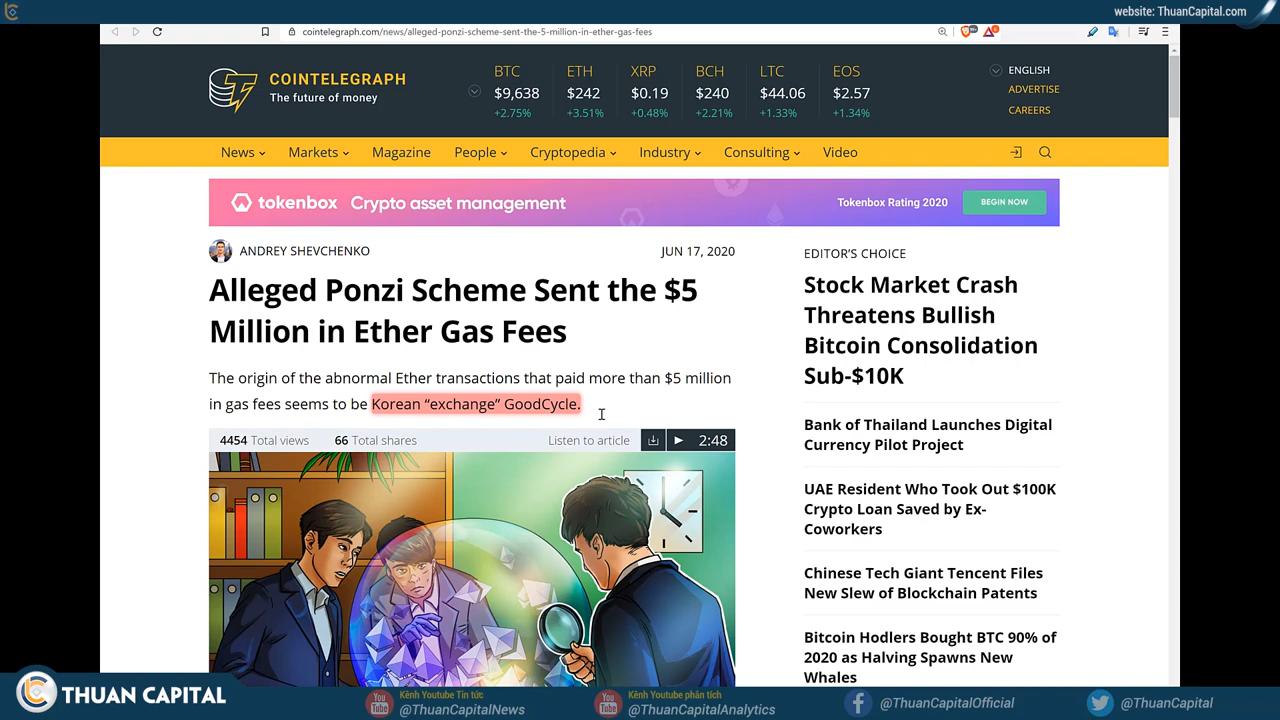 website: ThuanCapital.com
cointelegraph.com/news/alleged-ponzi-scheme-sent-the-5-million-in-ether-gas-fees
COINTELEGRAPH
The future of money
BTC ETH XRP BCH LTC EOS
$9,638 $242 $0.19 $240 $44.06 $2.57
+2.75% +3.51% +0.48% +2.21% +1.33% +1.34%
ENGLISH
ADVERTISE
CAREERS
News Markets Magazine People Cryptopedia Industry Consulting Video
tokenbox Crypto asset management Tokenbox Rating 2020 BEGIN NOW
ANDREY SHEVCHENKO JUN 17, 2020
Alleged Ponzi Scheme Sent the $5
Million in Ether Gas Fees
The origin of the abnormal Ether transactions that paid more than $5 million
in gas fees seems to be Korean “exchange” GoodCycle.
4454 Total views 66 Total shares Listen to article 2:48
EDITOR’S CHOICE
Stock Market Crash
Threatens Bullish
Bitcoin Consolidation
Sub-$10K
Bank of Thailand Launches Digital
Currency Pilot Project
UAE Resident Who Took Out $100K
Crypto Loan Saved by Ex-
Coworkers
Chinese Tech Giant Tencent Files
New Slew of Blockchain Patents
Bitcoin Hodlers Bought BTC 90% of
2020 as Halving Spawns New
Whales
THUAN CAPITAL
You Tube
Kênh Youtube Tin tức
@ThuanCapitalNews
You Tube
Kênh Youtube phân tích
@ThuanCapitalAnalytics
@ThuanCapitalOfficial
@ThuanCapital